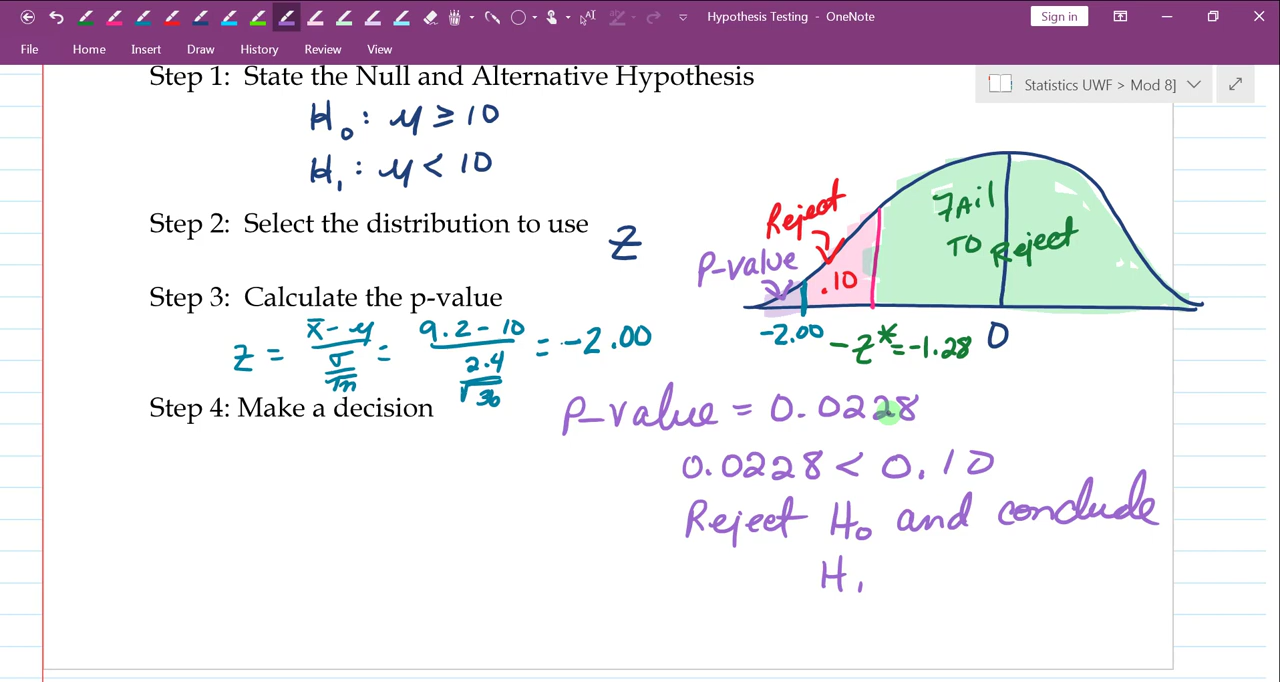 Hypothesis Testing - OneNote
Sign in
File Home Insert Draw History Review View
Statistics UWF > Mod 8]
Step 1: State the Null and Alternative Hypothesis
H₀: μ ≥ 10
H₁: μ < 10
Step 2: Select the distribution to use Z
Step 3: Calculate the p-value
z = x̄ - μ / σ/√n = 9.2 - 10 / 2.4/√36 = -2.00
Reject
P-value
.10
Fail
TO Reject
-2.00
-z* = -1.28
0
Step 4: Make a decision
P-value = 0.0228
0.0228 < 0.10
Reject H₀ and conclude
H₁